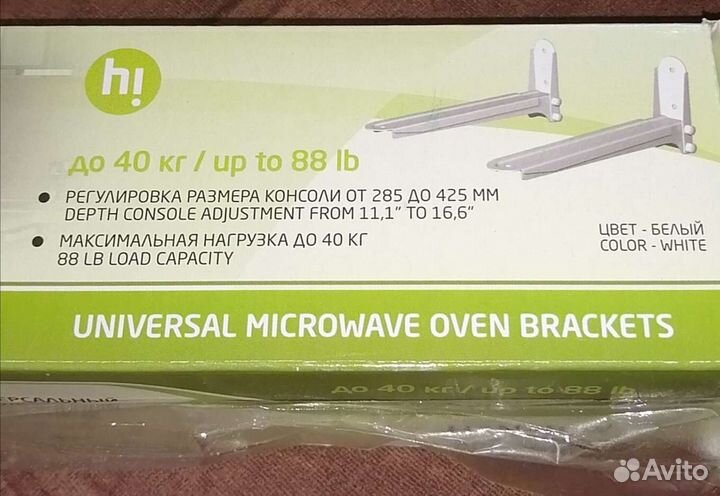 hi
до 40 кг / up to 88 lb
РЕГУЛИРОВКА РАЗМЕРА КОНСОЛИ ОТ 285 ДО 425 ММ
DEPTH CONSOLE ADJUSTMENT FROM 11,1" TO 16,6"
МАКСИМАЛЬНАЯ НАГРУЗКА ДО 40 КГ
88 LB LOAD CAPACITY
ЦВЕТ - БЕЛЫЙ
COLOR - WHITE
UNIVERSAL MICROWAVE OVEN BRACKETS
до 40 кг / up to 88 lb
ЕРСАЛЬНЫЙ
Avito